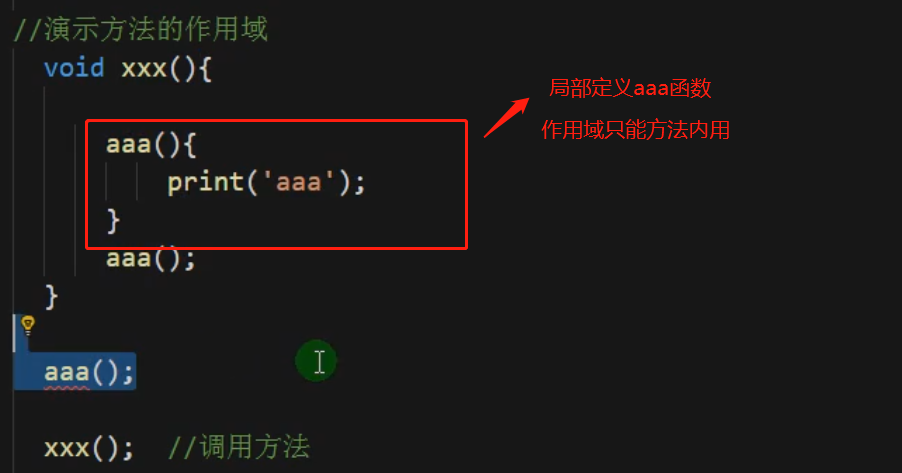 //演示方法的作用域
void xxx(){
局部定义aaa函数
作用域只能方法内用
aaa(){
print('aaa');
}
aaa();
}
aaa();
xxx(); //调用方法